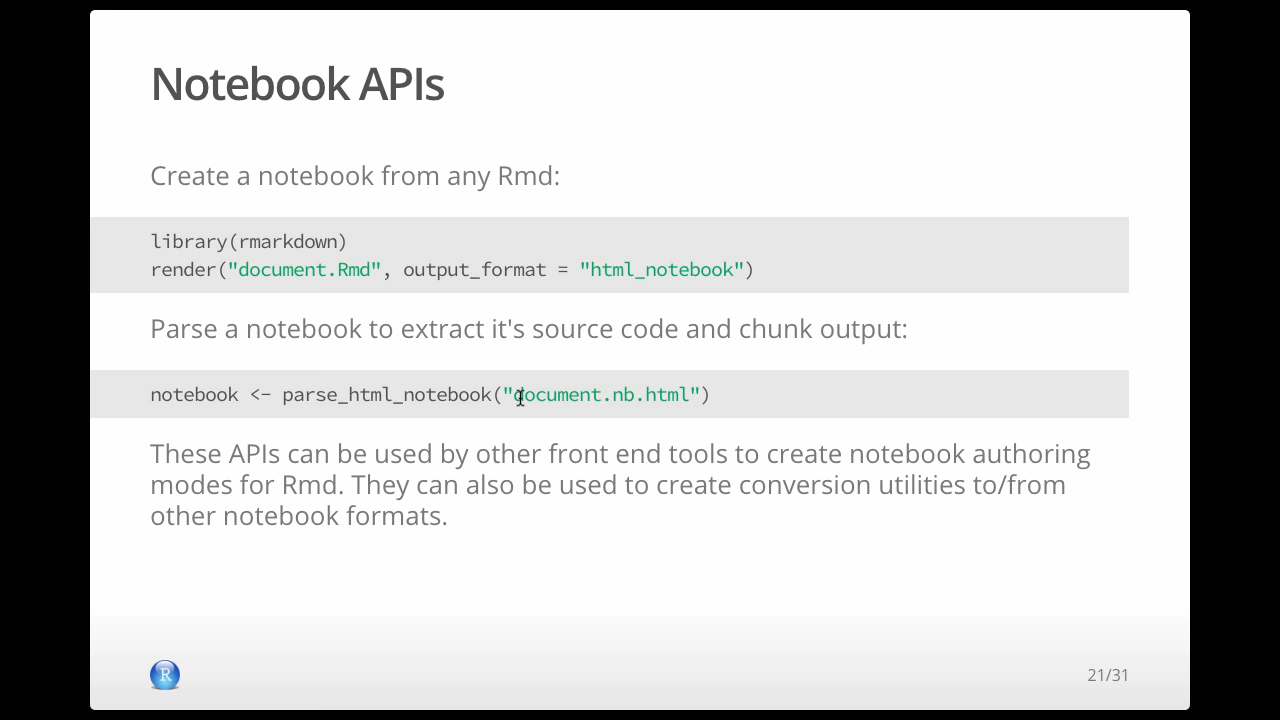 Notebook APIs
Create a notebook from any Rmd:
library(rmarkdown)
render("document.Rmd", output_format = "html_notebook")
Parse a notebook to extract it's source code and chunk output:
notebook <- parse_html_notebook("document.nb.html")
These APIs can be used by other front end tools to create notebook authoring
modes for Rmd. They can also be used to create conversion utilities to/from
other notebook formats.
R
21/31